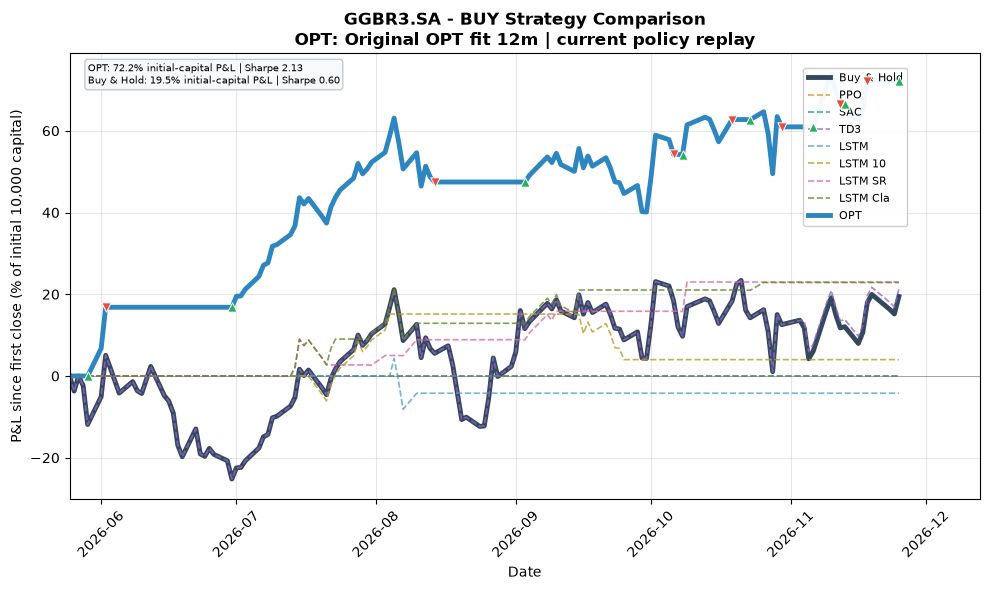 GGBR3.SA - BUY Strategy Comparison
OPT: Original OPT fit 12m | current policy replay
OPT: 72.2% initial-capital P&L | Sharpe 2.13
Buy & Hold: 19.5% initial-capital P&L | Sharpe 0.60
Buy & Hold
PPO
SAC
TD3
LSTM
LSTM 10
LSTM SR
LSTM Cla
OPT
P&L since first close (% of initial 10,000 capital)
60
40
20
0
−20
2026-06
2026-07
2026-08
2026-09
2026-10
2026-11
2026-12
Date